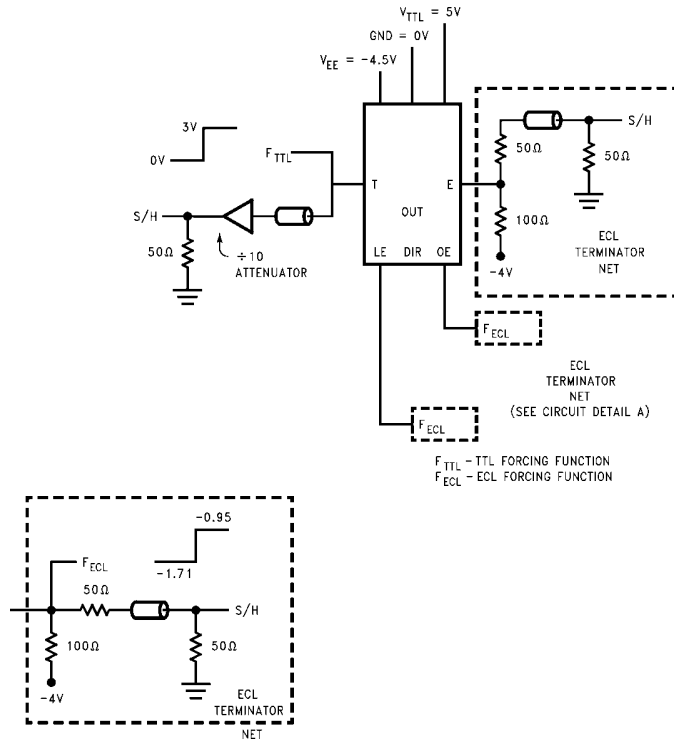 V_TTL = 5V
GND = 0V
V_EE = -4.5V
3V
0V
F_TTL
S/H
50Ω
÷10
ATTENUATOR
T
E
OUT
LE DIR OE
50Ω
S/H
50Ω
100Ω
-4V
ECL
TERMINATOR
NET
F_ECL
F_ECL
ECL
TERMINATOR
NET
(SEE CIRCUIT DETAIL A)
F_TTL - TTL FORCING FUNCTION
F_ECL - ECL FORCING FUNCTION
-0.95
-1.71
F_ECL
50Ω
S/H
100Ω
50Ω
-4V
ECL
TERMINATOR
NET